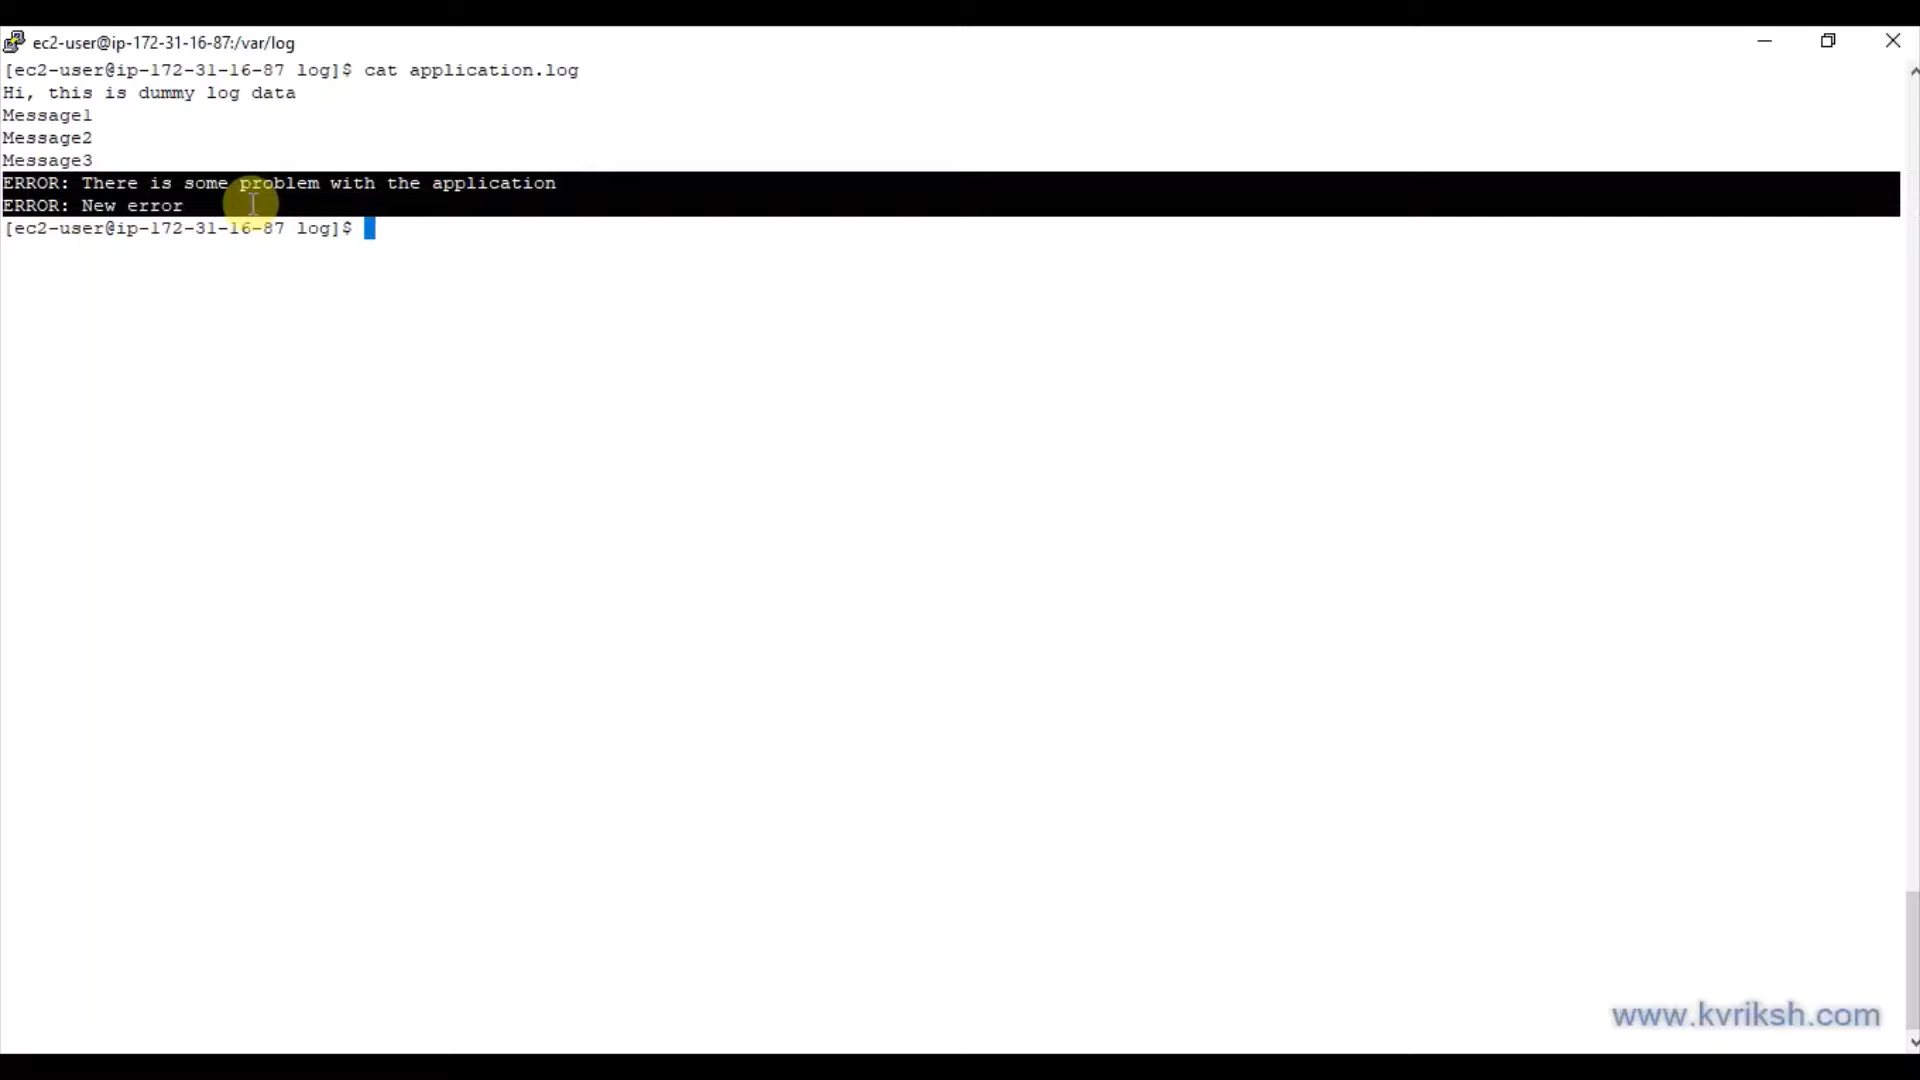 ec2-user@ip-172-31-16-87:/var/log
[ec2-user@ip-172-31-16-87 log]$ cat application.log
Hi, this is dummy log data
Message1
Message2
Message3
ERROR: There is some problem with the application
ERROR: New error
[ec2-user@ip-172-31-16-87 log]$
www.kvriksh.com